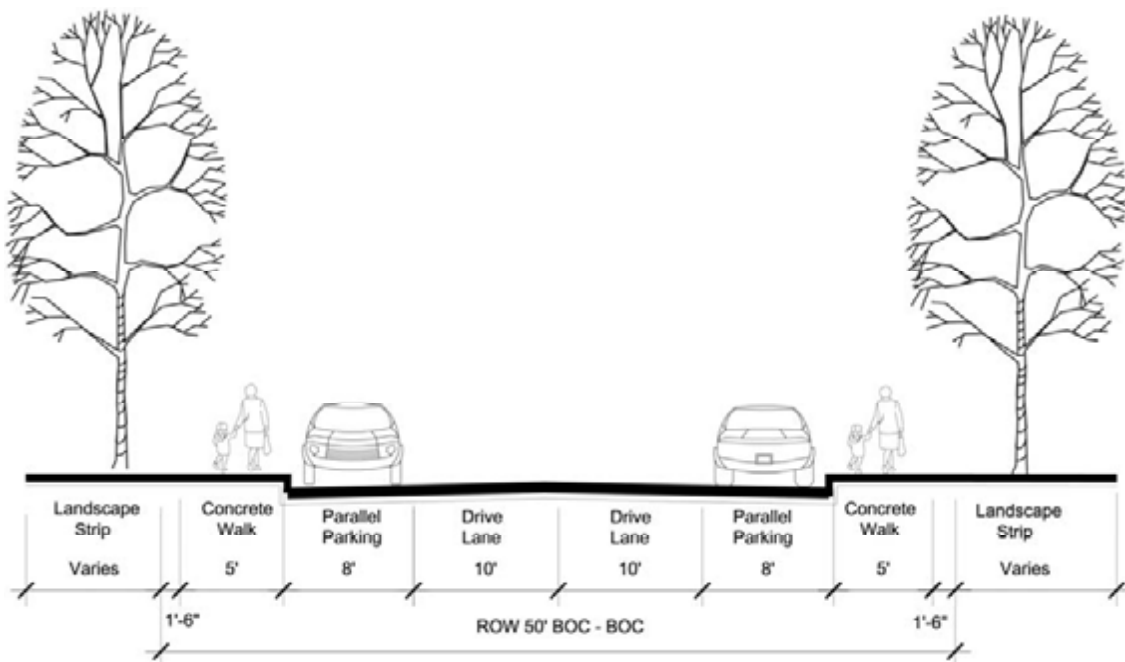 Landscape
Strip
Varies
Concrete
Walk
5'
Parallel
Parking
8'
Drive
Lane
10'
Drive
Lane
10'
Parallel
Parking
8'
Concrete
Walk
5'
Landscape
Strip
Varies
1'-6"
ROW 50' BOC - BOC
1'-6"